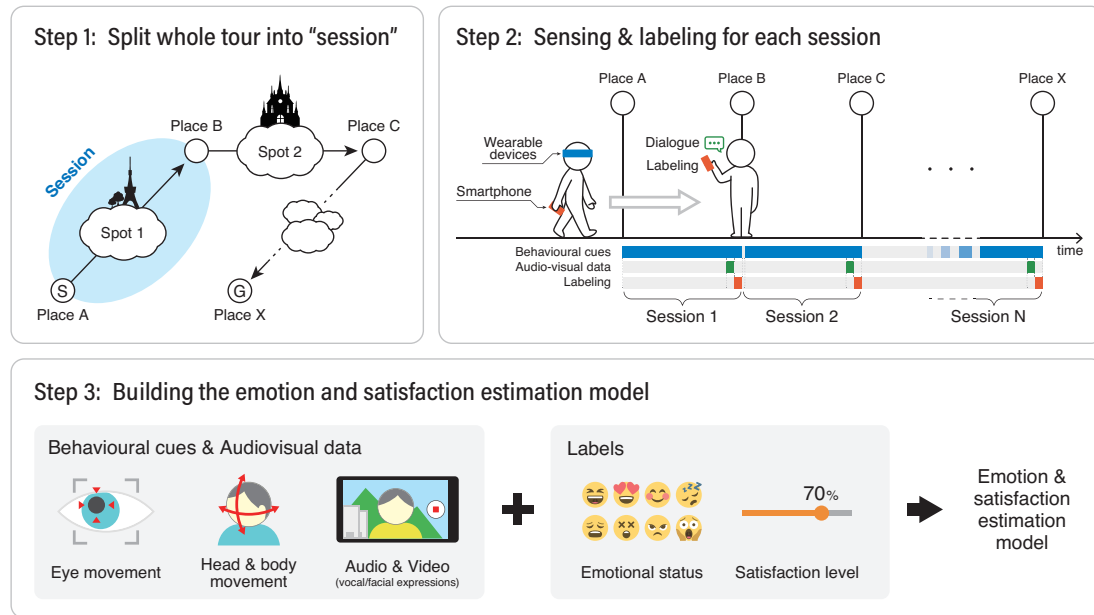 Step 1: Split whole tour into “session”
Session
Place B
Spot 2
Place C
Spot 1
S
Place A
G
Place X
Step 2: Sensing & labeling for each session
Place A
Place B
Place C
Place X
Wearable
devices
Smartphone
Dialogue
Labeling
. . .
time
Behavioural cues
Audio-visual data
Labeling
Session 1
Session 2
Session N
Step 3: Building the emotion and satisfaction estimation model
Behavioural cues & Audiovisual data
Eye movement
Head & body
movement
Audio & Video
(vocal/facial expressions)
Labels
Emotional status
70%
Satisfaction level
Emotion &
satisfaction
estimation
model